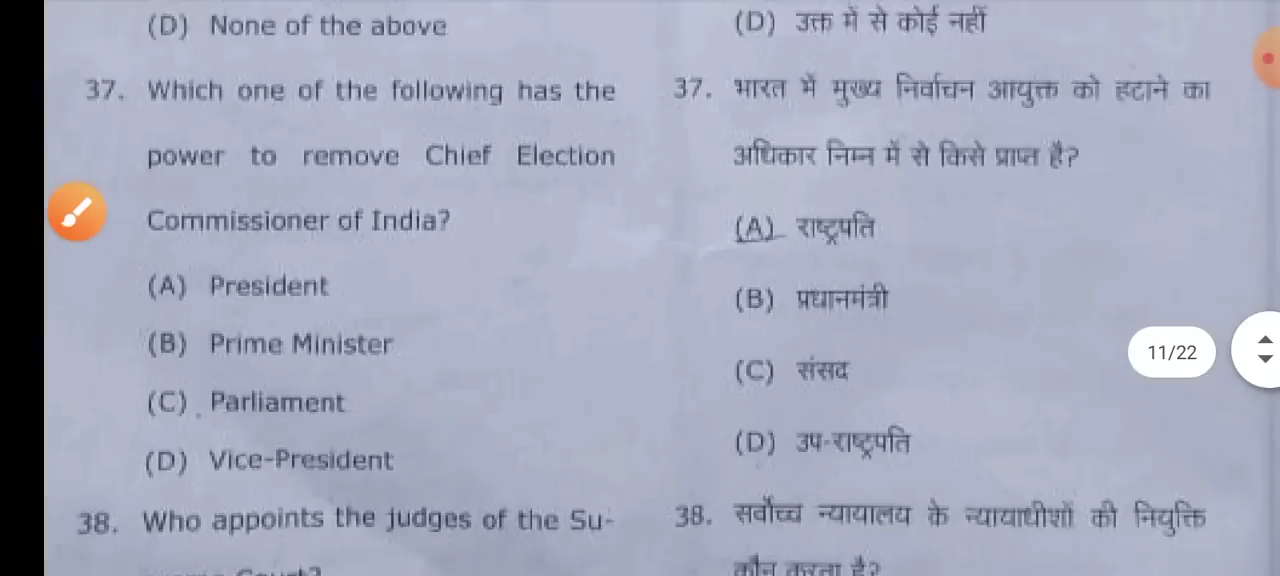 (D) None of the above
37. Which one of the following has the
power to remove Chief Election
Commissioner of India?
(A) President
(B) Prime Minister
(C) Parliament
(D) Vice-President
38. Who appoints the judges of the Su-
(D) उक्त में से कोई नहीं
37. भारत में मुख्य निर्वाचन आयुक्त को हटाने का
अधिकार निम्न में से किसे प्राप्त है?
(A) राष्ट्रपति
(B) प्रधानमंत्री
(C) संसद
(D) उप-राष्ट्रपति
38. सर्वोच्च न्यायालय के न्यायाधीशों की नियुक्ति
कौन करता है?
11/22